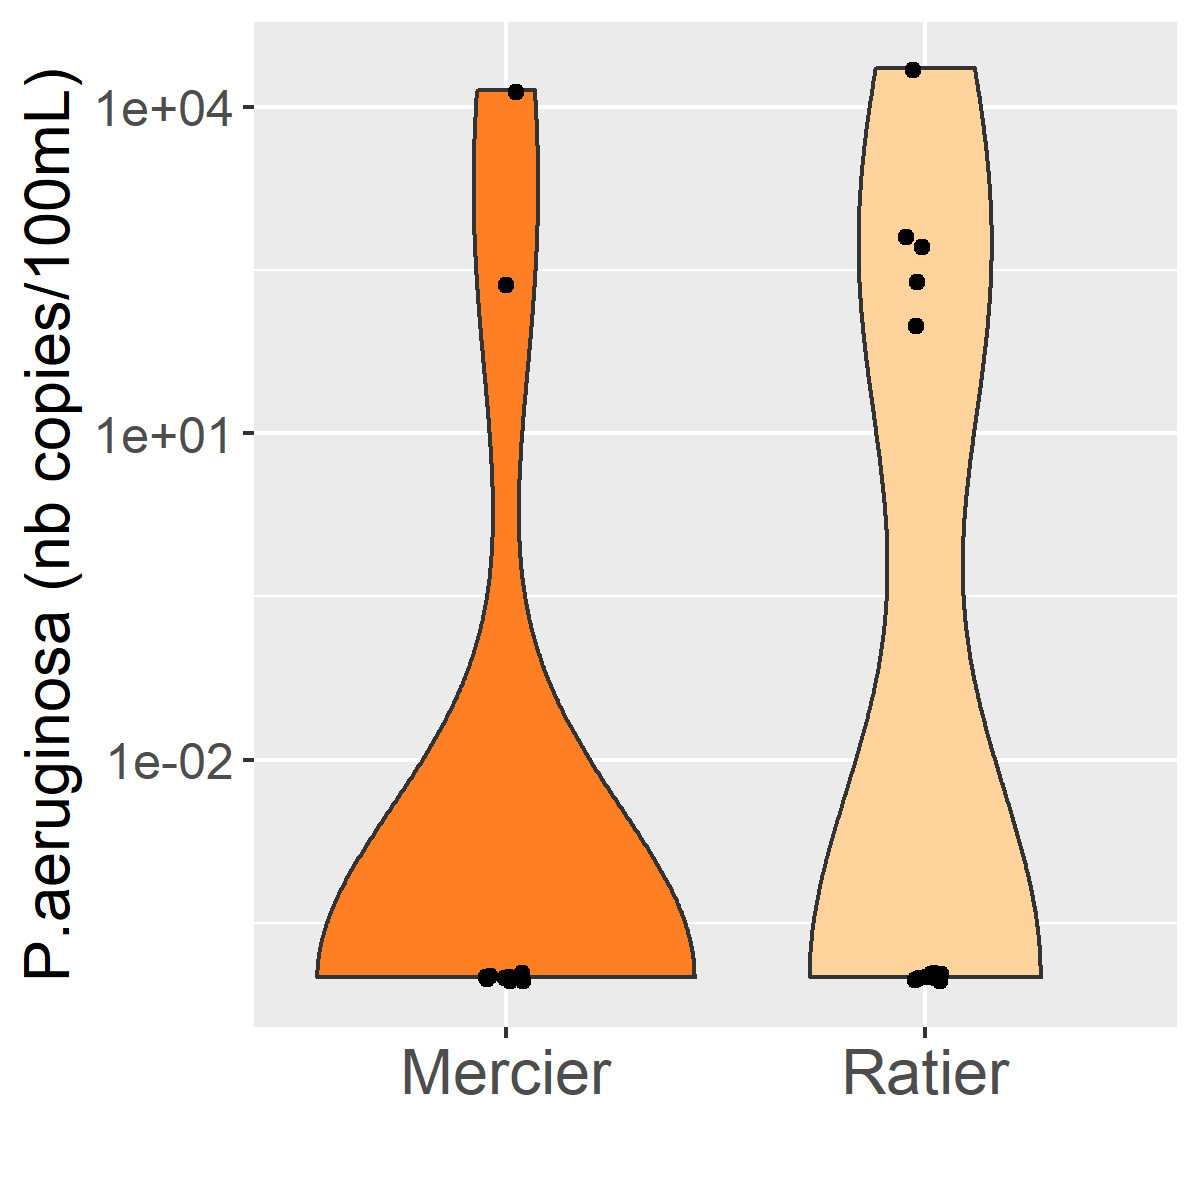 P.aeruginosa (nb copies/100mL)
1e+04
1e+01
1e-02
Mercier
Ratier